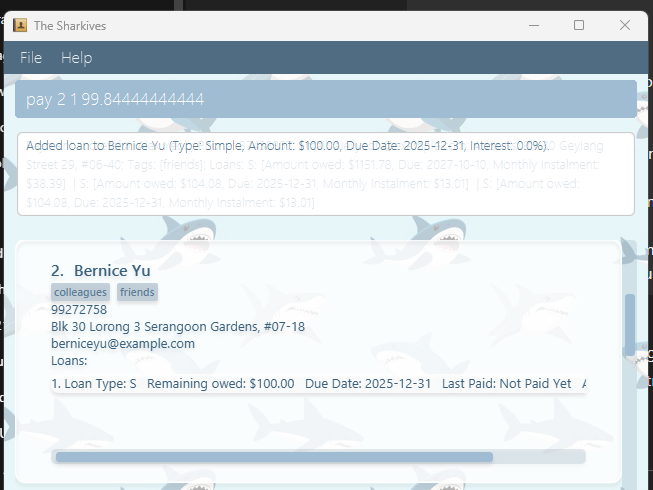 The Sharkives
File Help
pay 2 1 99.84444444444
Added loan to Bernice Yu (Type: Simple, Amount: $100.00, Due Date: 2025-12-31, Interest: 0.0%). Geylang
Street 29, #06-40; Tags: [friends]; Loans: S: [Amount owed: $1151.78, Due: 2027-10-10, Monthly Instalment:
$38.39] | S: [Amount owed: $104.08, Due: 2025-12-31, Monthly Instalment: $13.01] | S: [Amount owed:
$104.08, Due: 2025-12-31, Monthly Instalment: $13.01]
2. Bernice Yu
colleagues friends
99272758
Blk 30 Lorong 3 Serangoon Gardens, #07-18
berniceyu@example.com
Loans:
1. Loan Type: S Remaining owed: $100.00 Due Date: 2025-12-31 Last Paid: Not Paid Yet